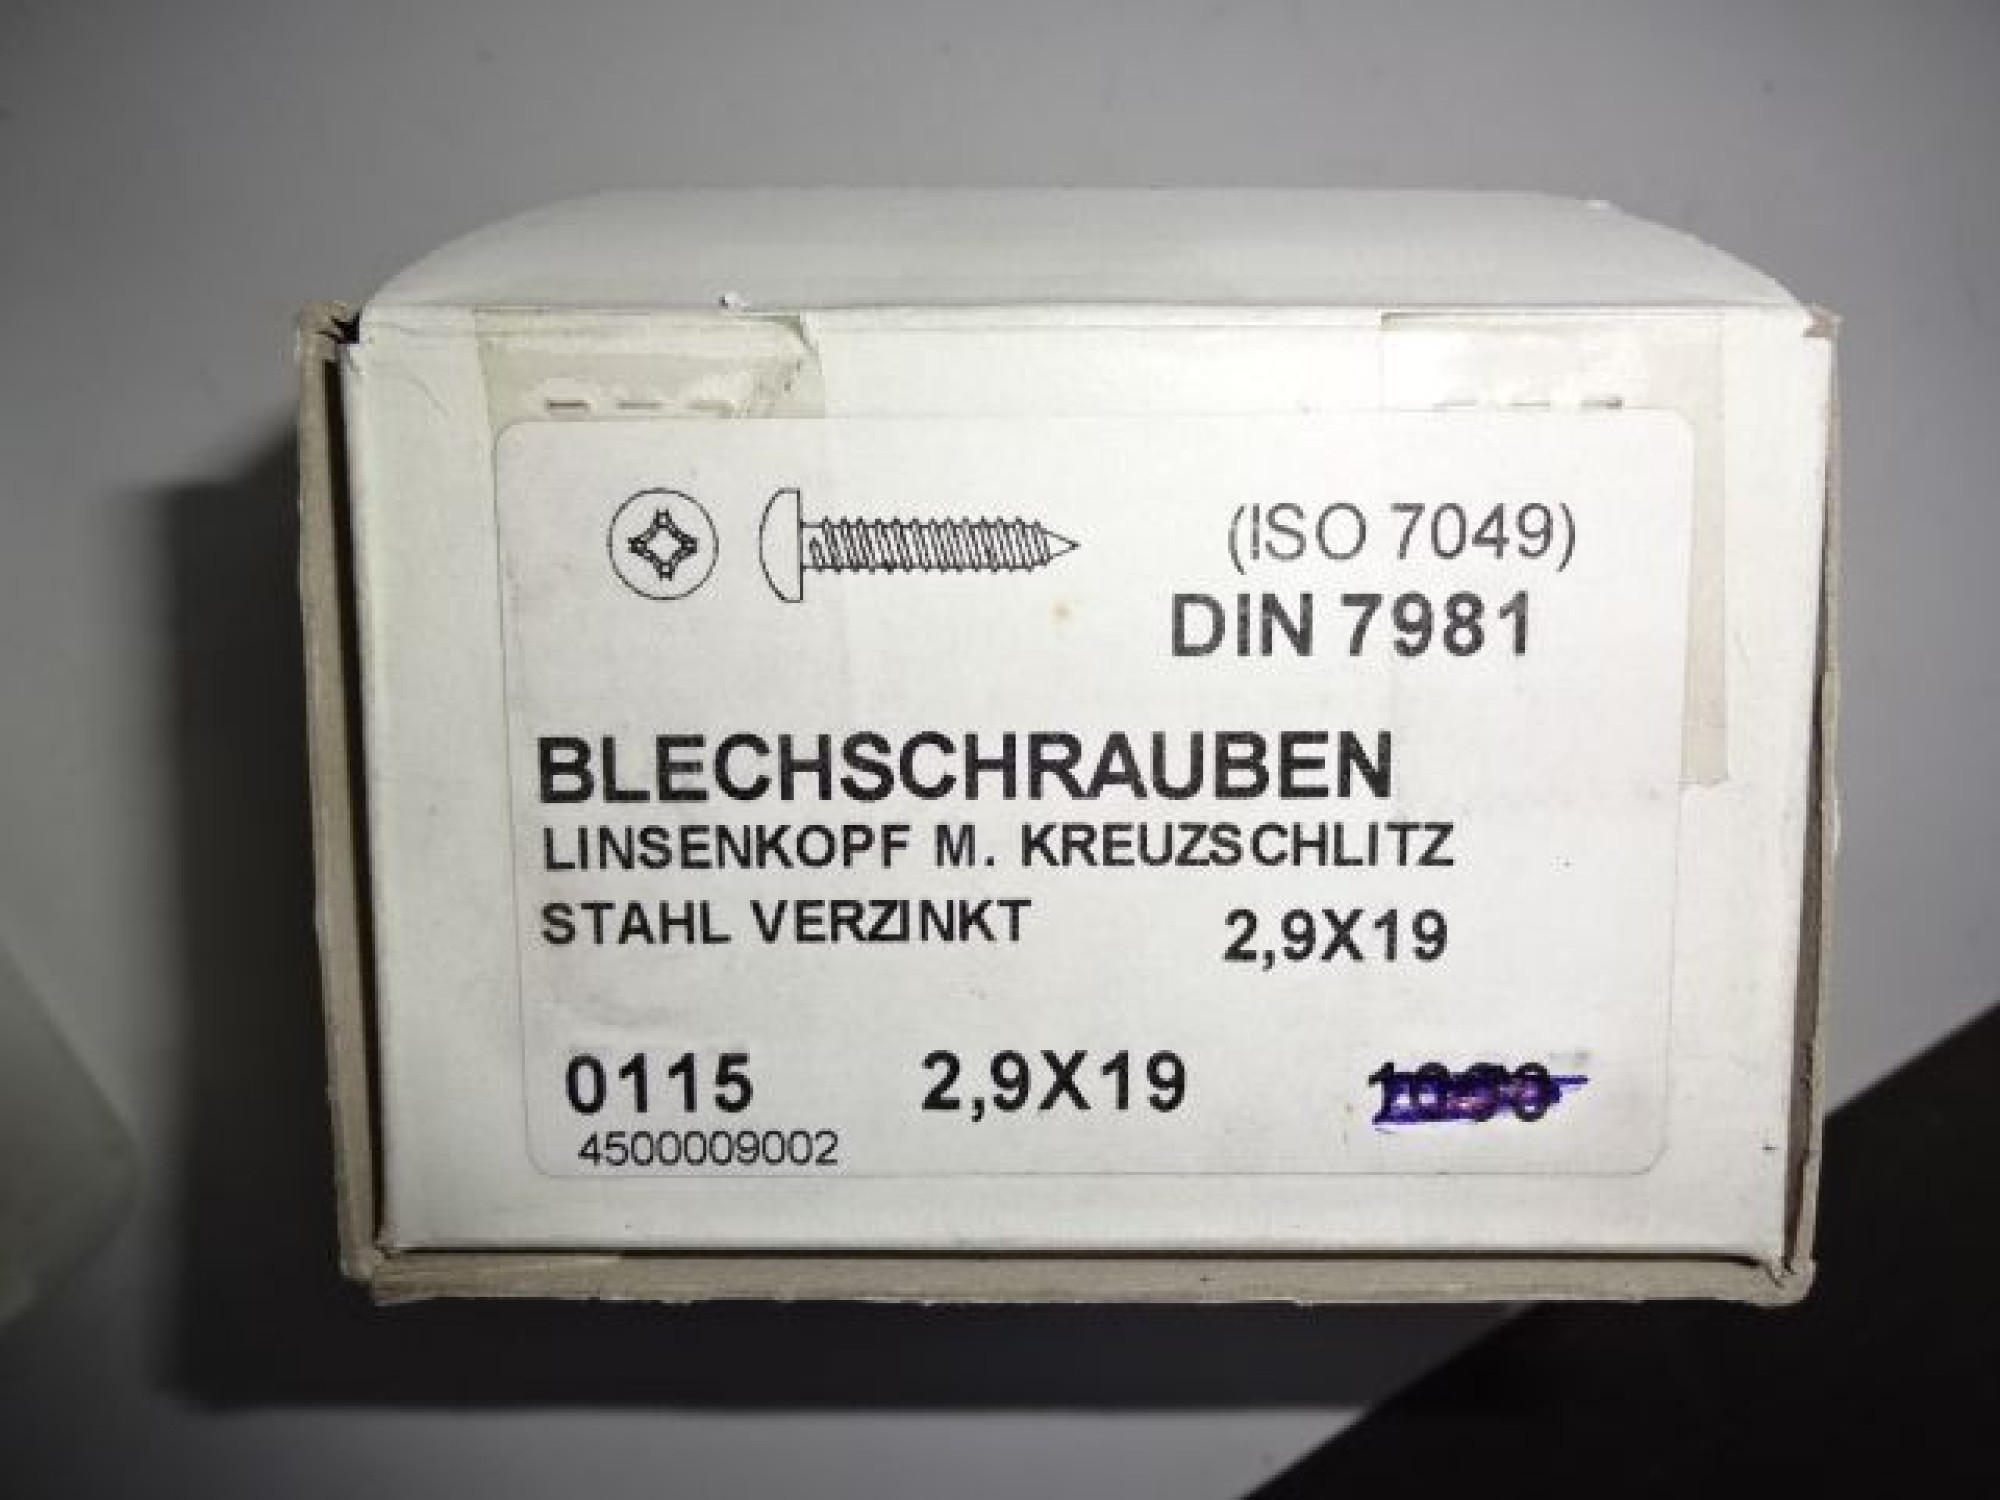 (ISO 7049)
DIN 7981
BLECHSCHRAUBEN
LINSENKOPF M. KREUZSCHLITZ
STAHL VERZINKT 2,9X19
0115 2,9X19
4500009002